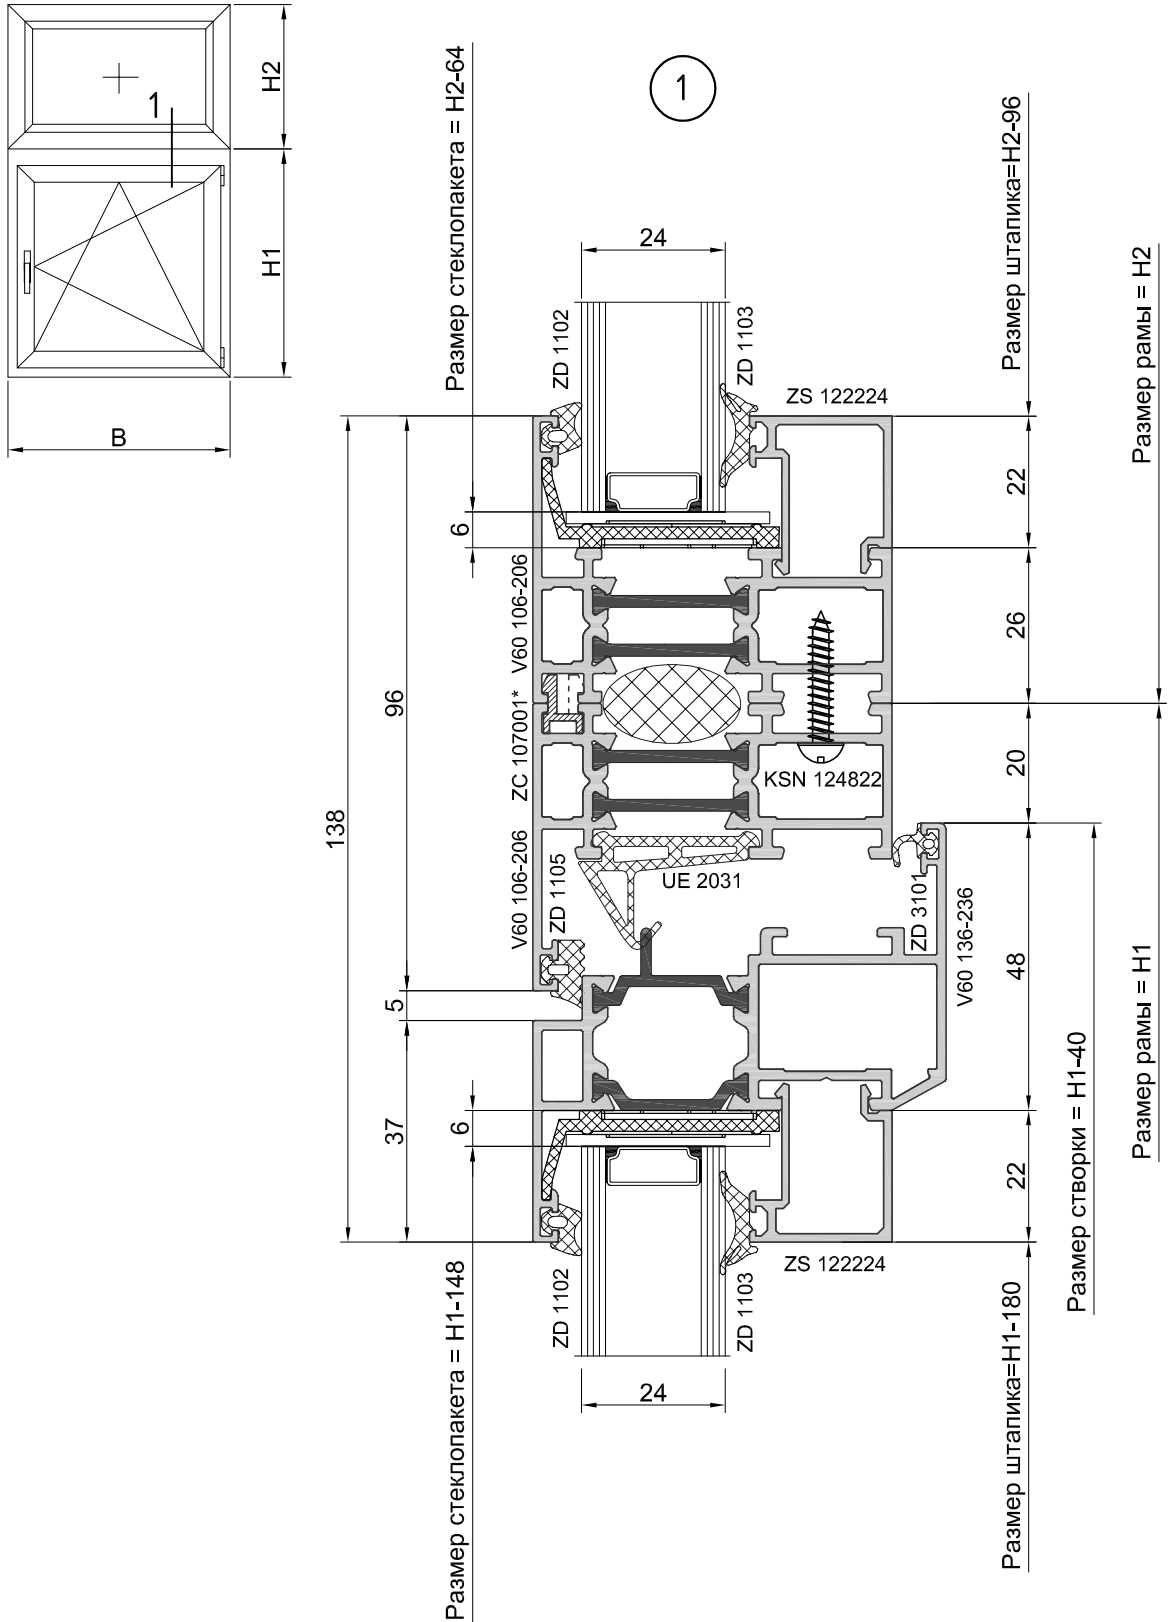 H2
1
H1
B
1
Размер стеклопакета = H2-64
Размер штапика=H2-96
Размер рамы = H2
24
ZD 1102
ZD 1103
ZS 122224
22
6
V60 106-206
26
96
ZC 107001*
20
KSN 124822
138
V60 106-206
ZD 1105
UE 2031
ZD 3101
V60 136-236
48
5
Размер рамы = H1
Размер створки = H1-40
37
6
22
ZS 122224
ZD 1102
ZD 1103
Размер стеклопакета = H1-148
Размер штапика=H1-180
24